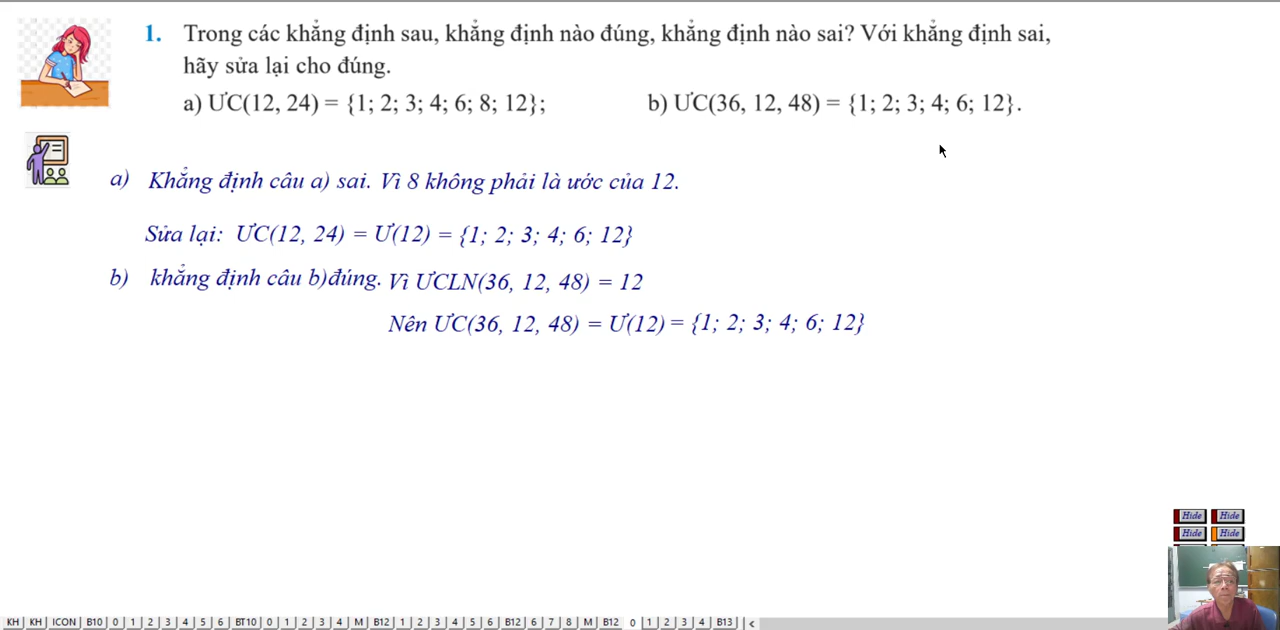 1. Trong các khẳng định sau, khẳng định nào đúng, khẳng định nào sai? Với khẳng định sai,
hãy sửa lại cho đúng.
a) ƯC(12, 24) = {1; 2; 3; 4; 6; 8; 12}; b) ƯC(36, 12, 48) = {1; 2; 3; 4; 6; 12}.
a) Khẳng định câu a) sai. Vì 8 không phải là ước của 12.
Sửa lại: ƯC(12, 24) = Ư(12) = {1; 2; 3; 4; 6; 12}
b) khẳng định câu b)đúng. Vì ƯCLN(36, 12, 48) = 12
Nên ƯC(36, 12, 48) = Ư(12) = {1; 2; 3; 4; 6; 12}
Hide Hide
Hide Hide
KH KH ICON B10 0 1 2 3 4 5 6 BT10 0 1 2 3 4 M B12 1 2 3 4 5 6 B12 6 7 8 M B12 0 1 2 3 4 B13 <